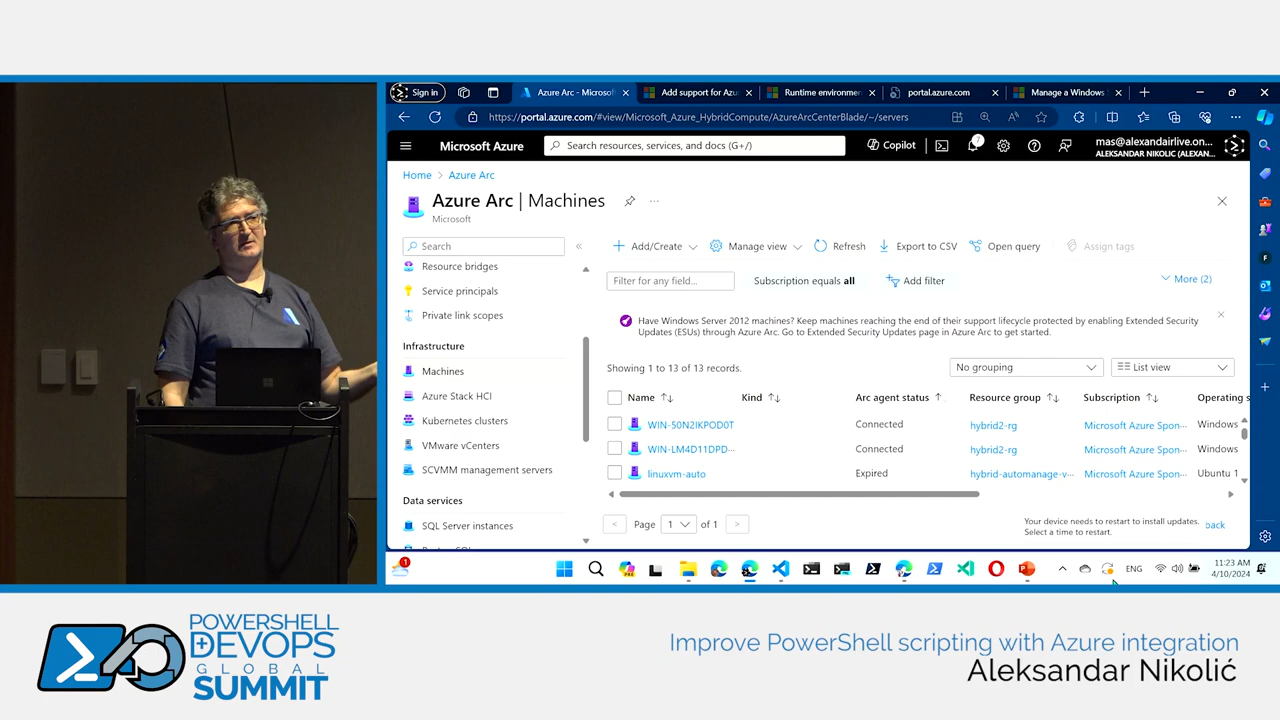 Sign in
Azure Arc - Microsof
Add support for Az
Runtime environme
portal.azure.com
Manage a Windows
https://portal.azure.com/#view/Microsoft_Azure_HybridCompute/AzureArcCenterBlade/~/servers
Microsoft Azure
Search resources, services, and docs (G+/)
Copilot
7
mas@alexandairlive.on...
ALEKSANDAR NIKOLIC (ALEXAN...
Home > Azure Arc
Azure Arc | Machines
Microsoft
Search
Add/Create
Manage view
Refresh
Export to CSV
Open query
Assign tags
Resource bridges
Service principals
Private link scopes
Infrastructure
Machines
Azure Stack HCI
Kubernetes clusters
VMware vCenters
SCVMM management servers
Data services
SQL Server instances
Filter for any field...
Subscription equals all
Add filter
More (2)
Have Windows Server 2012 machines? Keep machines reaching the end of their support lifecycle protected by enabling Extended Security
Updates (ESUs) through Azure Arc. Go to Extended Security Updates page in Azure Arc to get started.
Showing 1 to 13 of 13 records.
No grouping
List view
Name
Kind
Arc agent status
Resource group
Subscription
Operating s
WIN-50N2IKPOD0T
Connected
hybrid2-rg
Microsoft Azure Spon...
Windows
WIN-LM4D11DPD...
Connected
hybrid2-rg
Microsoft Azure Spon...
Windows
linuxvm-auto
Expired
hybrid-automanage-v...
Microsoft Azure Spon...
Ubuntu 1
Page 1 of 1
Your device needs to restart to install updates.
Select a time to restart.
back
1
ENG
11:23 AM
4/10/2024
POWERSHELL
DEVOPS
GLOBAL
SUMMIT
Improve PowerShell scripting with Azure integration
Aleksandar Nikolić